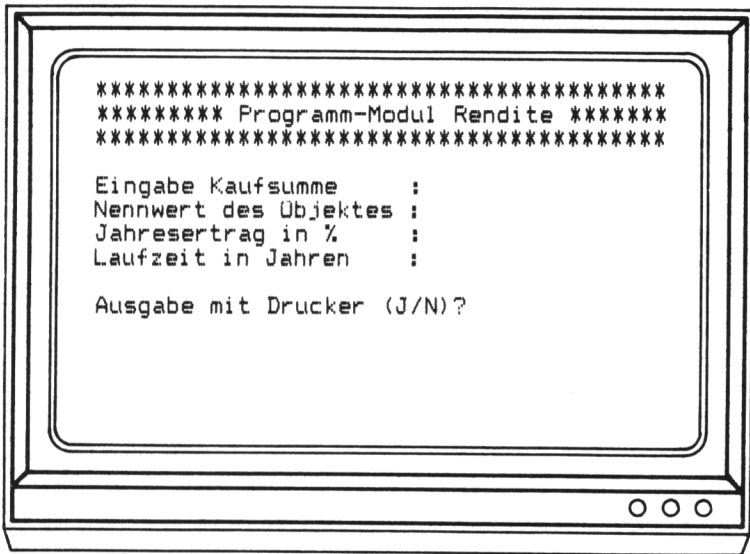 ****************************************
********* Programm-Modul Rendite *******
****************************************
Eingabe Kaufsumme :
Nennwert des Objektes :
Jahresertrag in % :
Laufzeit in Jahren :
Ausgabe mit Drucker (J/N)?